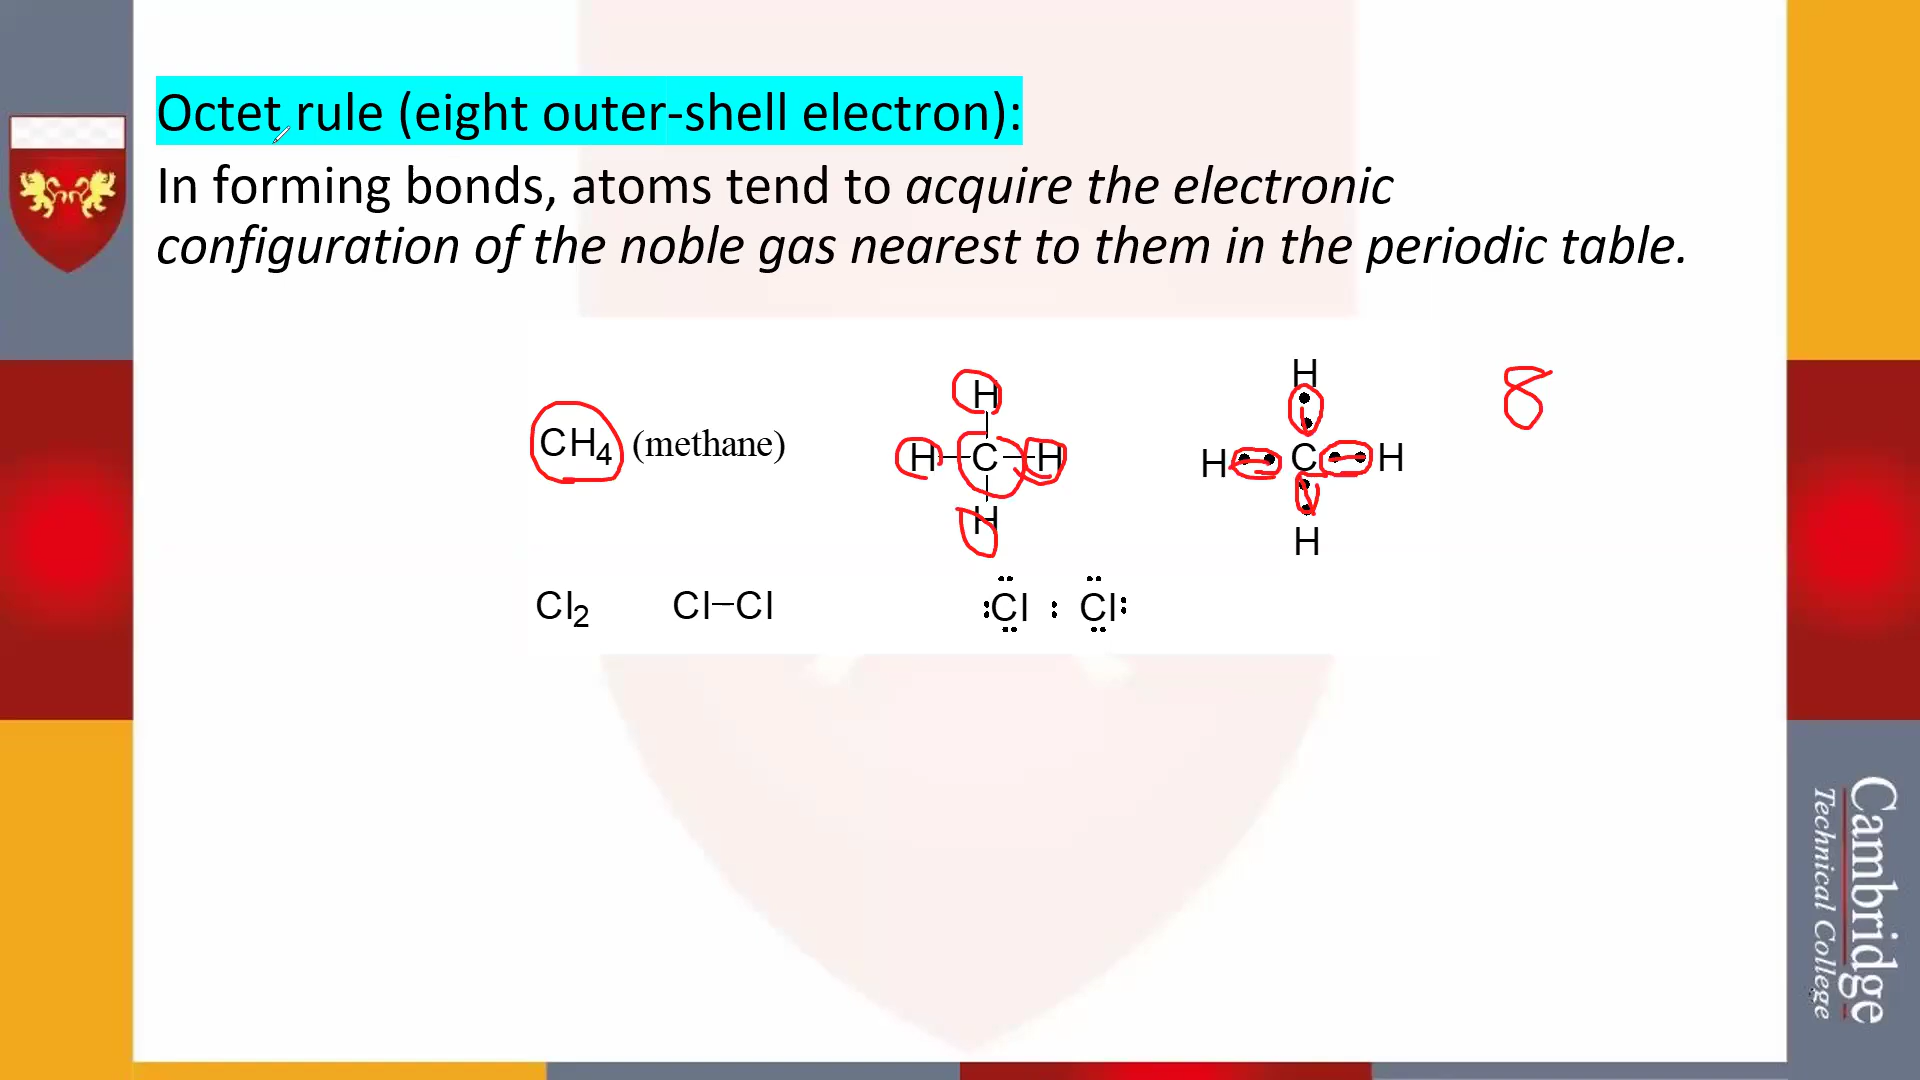 Octet rule (eight outer-shell electron):
In forming bonds, atoms tend to acquire the electronic
configuration of the noble gas nearest to them in the periodic table.
H
H
8
CH4 (methane)
H–C–H
H C H
H
H
Cl2 Cl–Cl :Cl : Cl:
Cambridge
Technical College